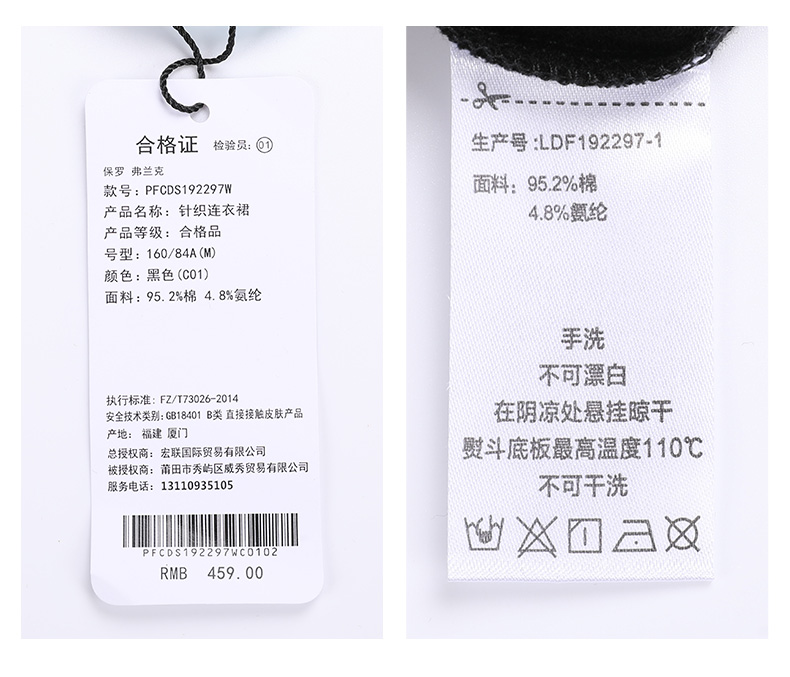 合格证 检验员:01
保罗 弗兰克
款号: PFCDS192297W
产品名称: 针织连衣裙
产品等级: 合格品
号型: 160/84A(M)
颜色: 黑色(C01)
面料: 95.2%棉 4.8%氨纶
执行标准: FZ/T73026-2014
安全技术类别: GB18401 B类 直接接触皮肤产品
产地: 福建 厦门
总授权商: 宏联国际贸易有限公司
被授权商: 莆田市秀屿区威秀贸易有限公司
服务电话: 13110935105
PFCDS192297WC0102
RMB 459.00
生产号:LDF192297-1
面料: 95.2%棉
4.8%氨纶
手洗
不可漂白
在阴凉处悬挂晾干
熨斗底板最高温度110℃
不可干洗